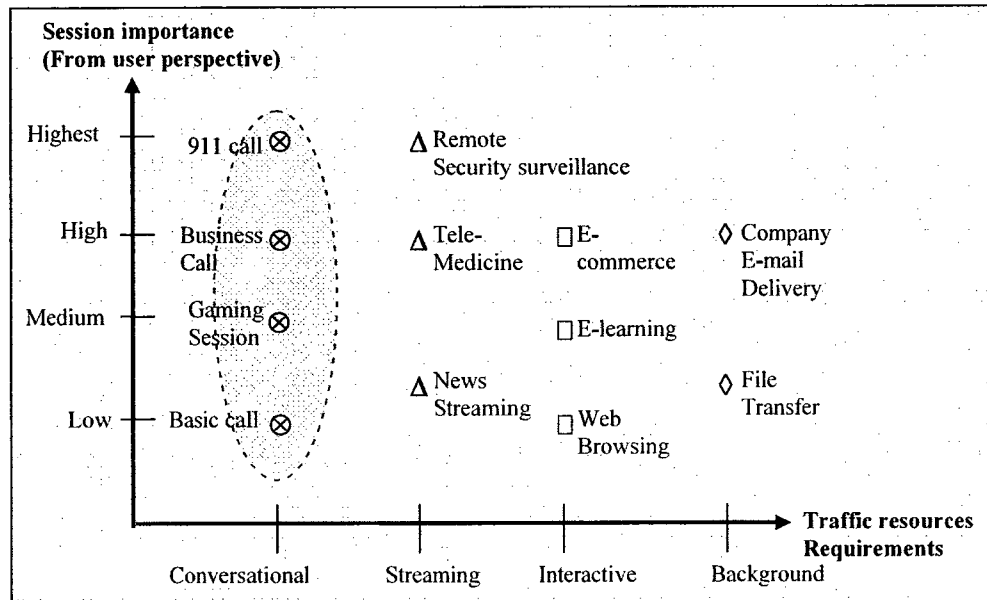 Session importance
(From user perspective)
Highest
911 call
Remote
Security surveillance
High
Business
Call
Tele-
Medicine
E-
commerce
Company
E-mail
Delivery
Medium
Gaming
Session
E-learning
News
Streaming
File
Transfer
Low
Basic call
Web
Browsing
Traffic resources
Requirements
Conversational
Streaming
Interactive
Background